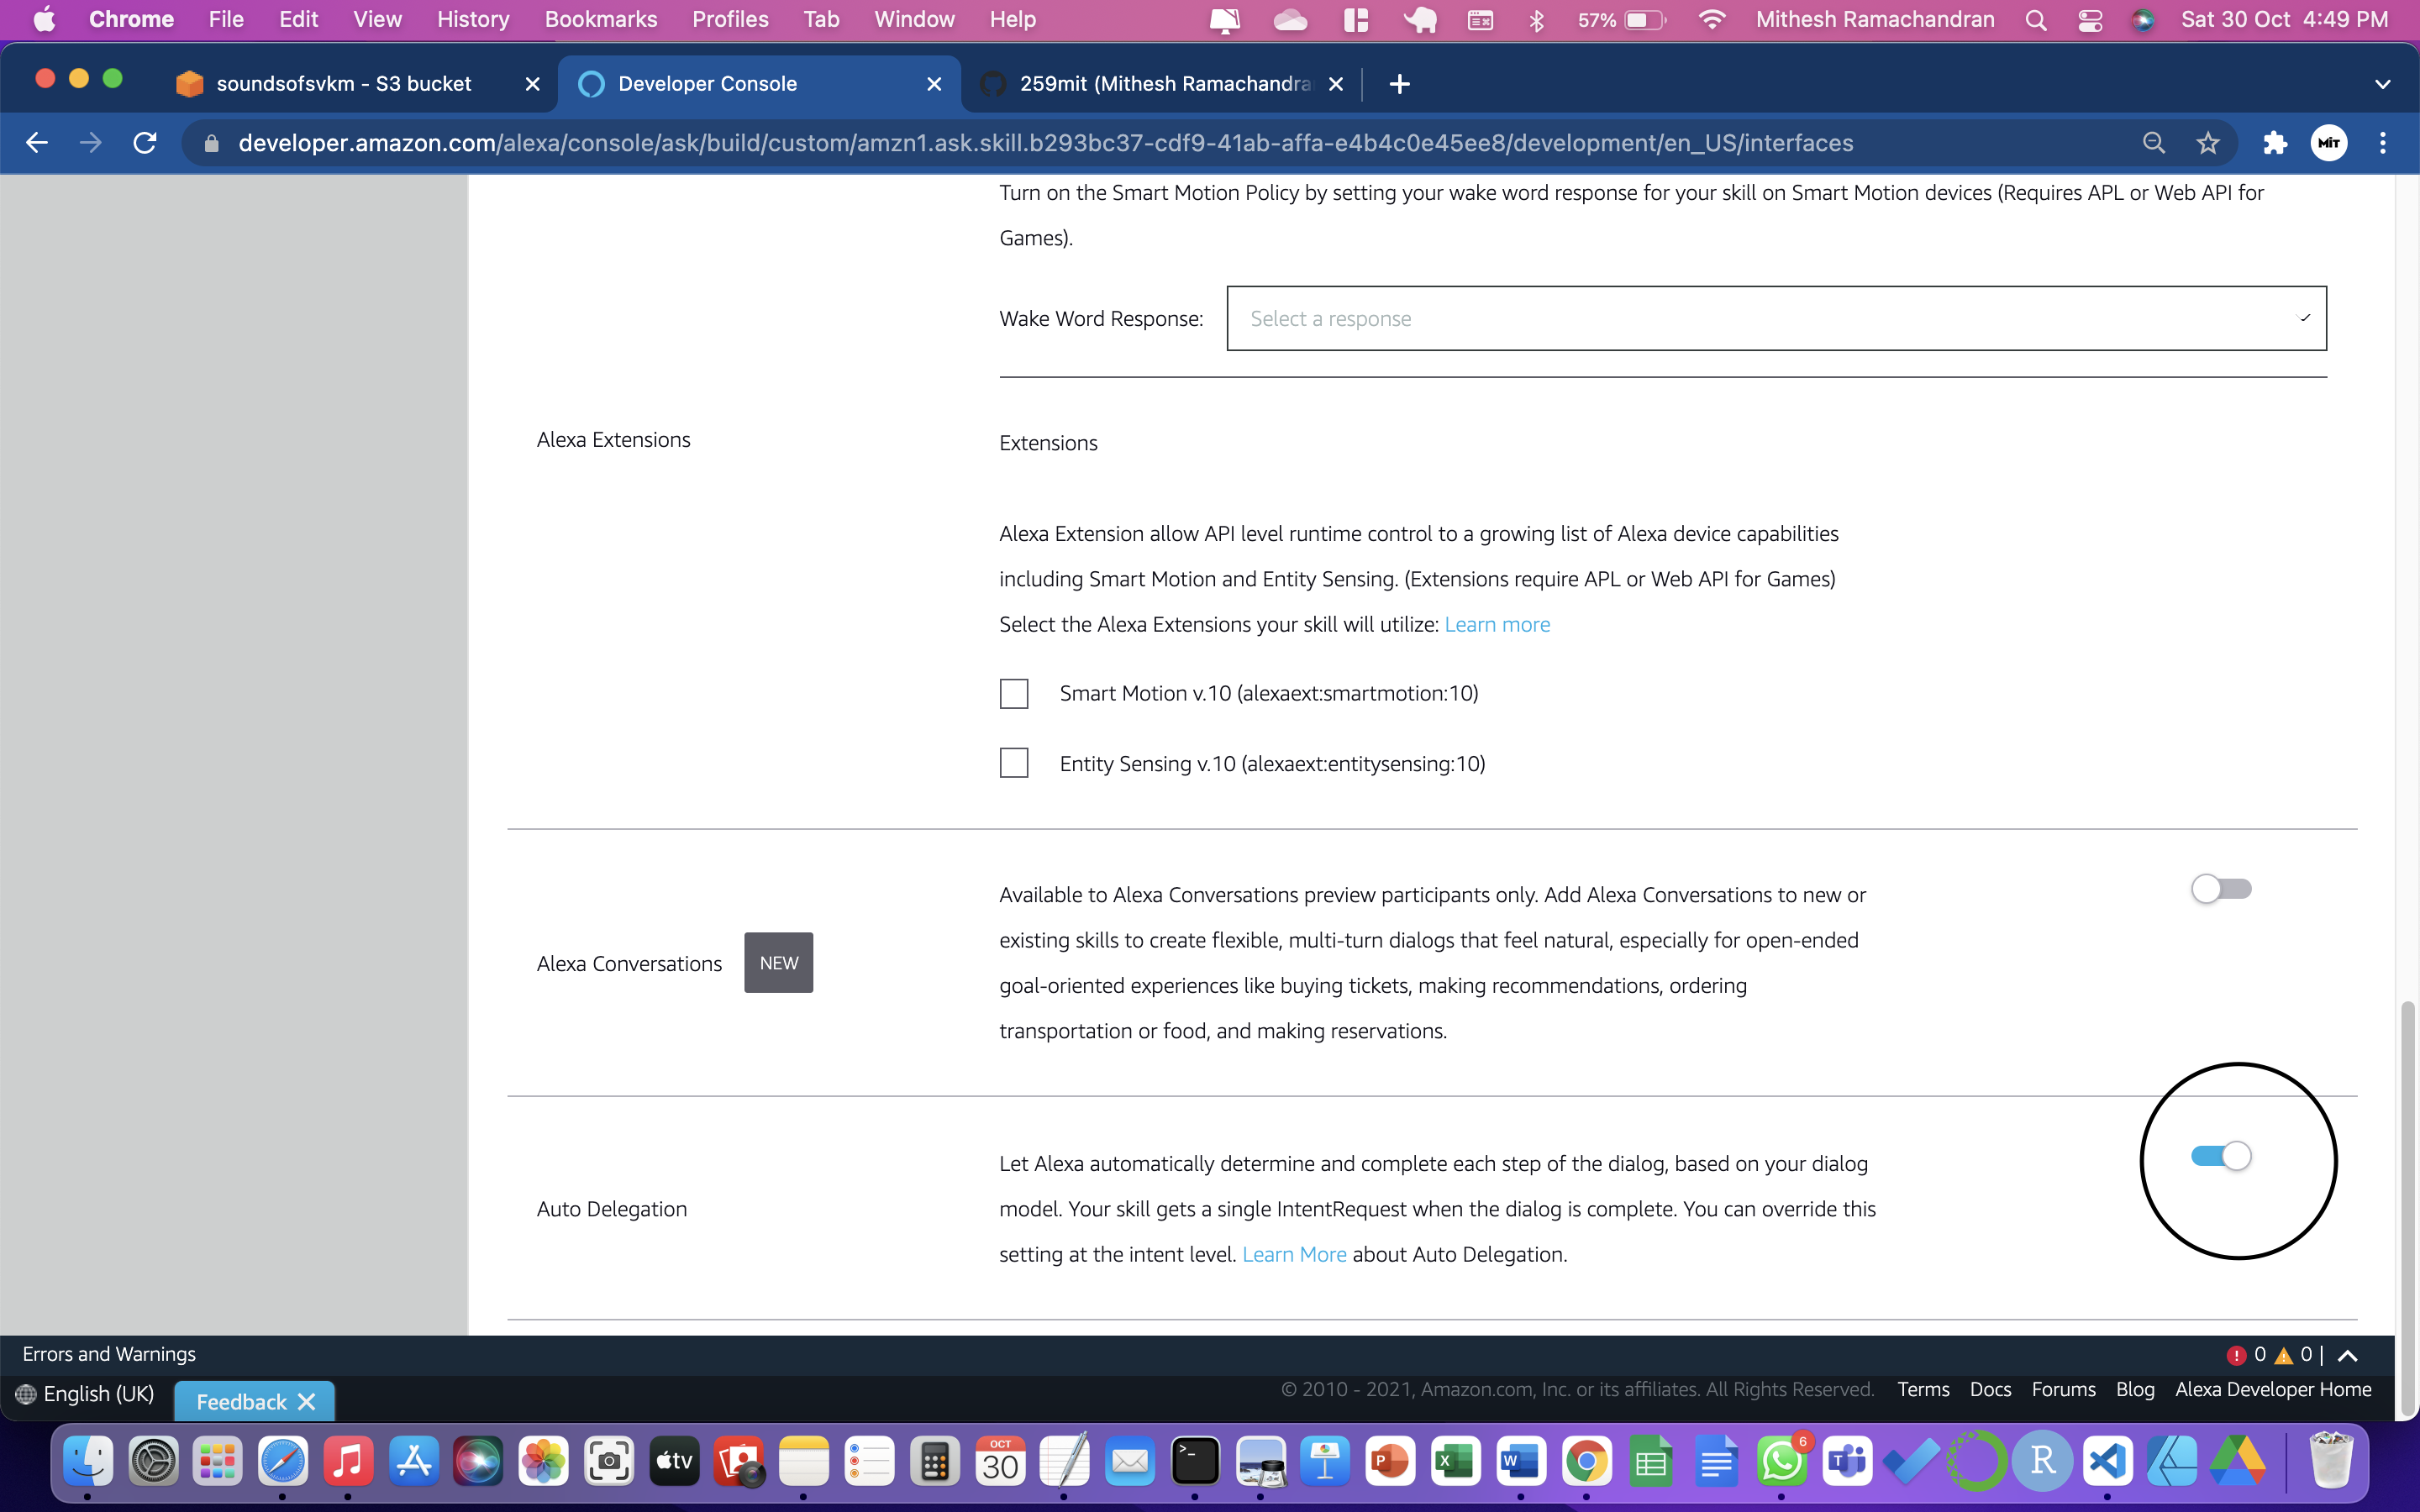 Chrome File Edit View History Bookmarks Profiles Tab Window Help 57% Mithesh Ramachandran Sat 30 Oct 4:49 PM
soundsofsvkm - S3 bucket Developer Console 259mit (Mithesh Ramachandra
developer.amazon.com/alexa/console/ask/build/custom/amzn1.ask.skill.b293bc37-cdf9-41ab-affa-e4b4c0e45ee8/development/en_US/interfaces MiT
Turn on the Smart Motion Policy by setting your wake word response for your skill on Smart Motion devices (Requires APL or Web API for
Games).
Wake Word Response: Select a response
Alexa Extensions
Extensions
Alexa Extension allow API level runtime control to a growing list of Alexa device capabilities
including Smart Motion and Entity Sensing. (Extensions require APL or Web API for Games)
Select the Alexa Extensions your skill will utilize: Learn more
Smart Motion v.10 (alexaext:smartmotion:10)
Entity Sensing v.10 (alexaext:entitysensing:10)
Alexa Conversations NEW
Available to Alexa Conversations preview participants only. Add Alexa Conversations to new or
existing skills to create flexible, multi-turn dialogs that feel natural, especially for open-ended
goal-oriented experiences like buying tickets, making recommendations, ordering
transportation or food, and making reservations.
Auto Delegation
Let Alexa automatically determine and complete each step of the dialog, based on your dialog
model. Your skill gets a single IntentRequest when the dialog is complete. You can override this
setting at the intent level. Learn More about Auto Delegation.
Errors and Warnings 0 0 |
English (UK) Feedback © 2010 - 2021, Amazon.com, Inc. or its affiliates. All Rights Reserved. Terms Docs Forums Blog Alexa Developer Home
tv OCT 30 >_ P X W 6 T R